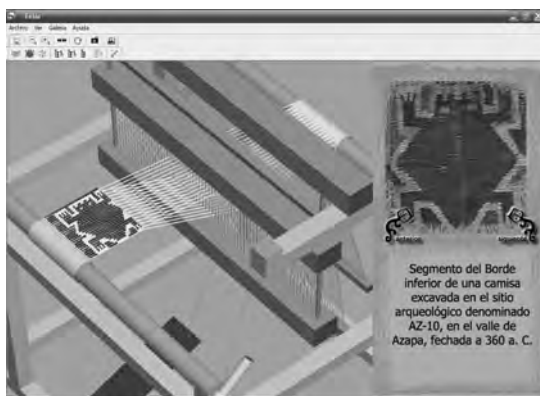 Archivo Ver Galeria Ayuda
Segmento del Borde
inferior de una camisa
excavada en el sitio
arqueológico denominado
AZ-10, en el valle de
Azapa, fechada a 360 a. C.